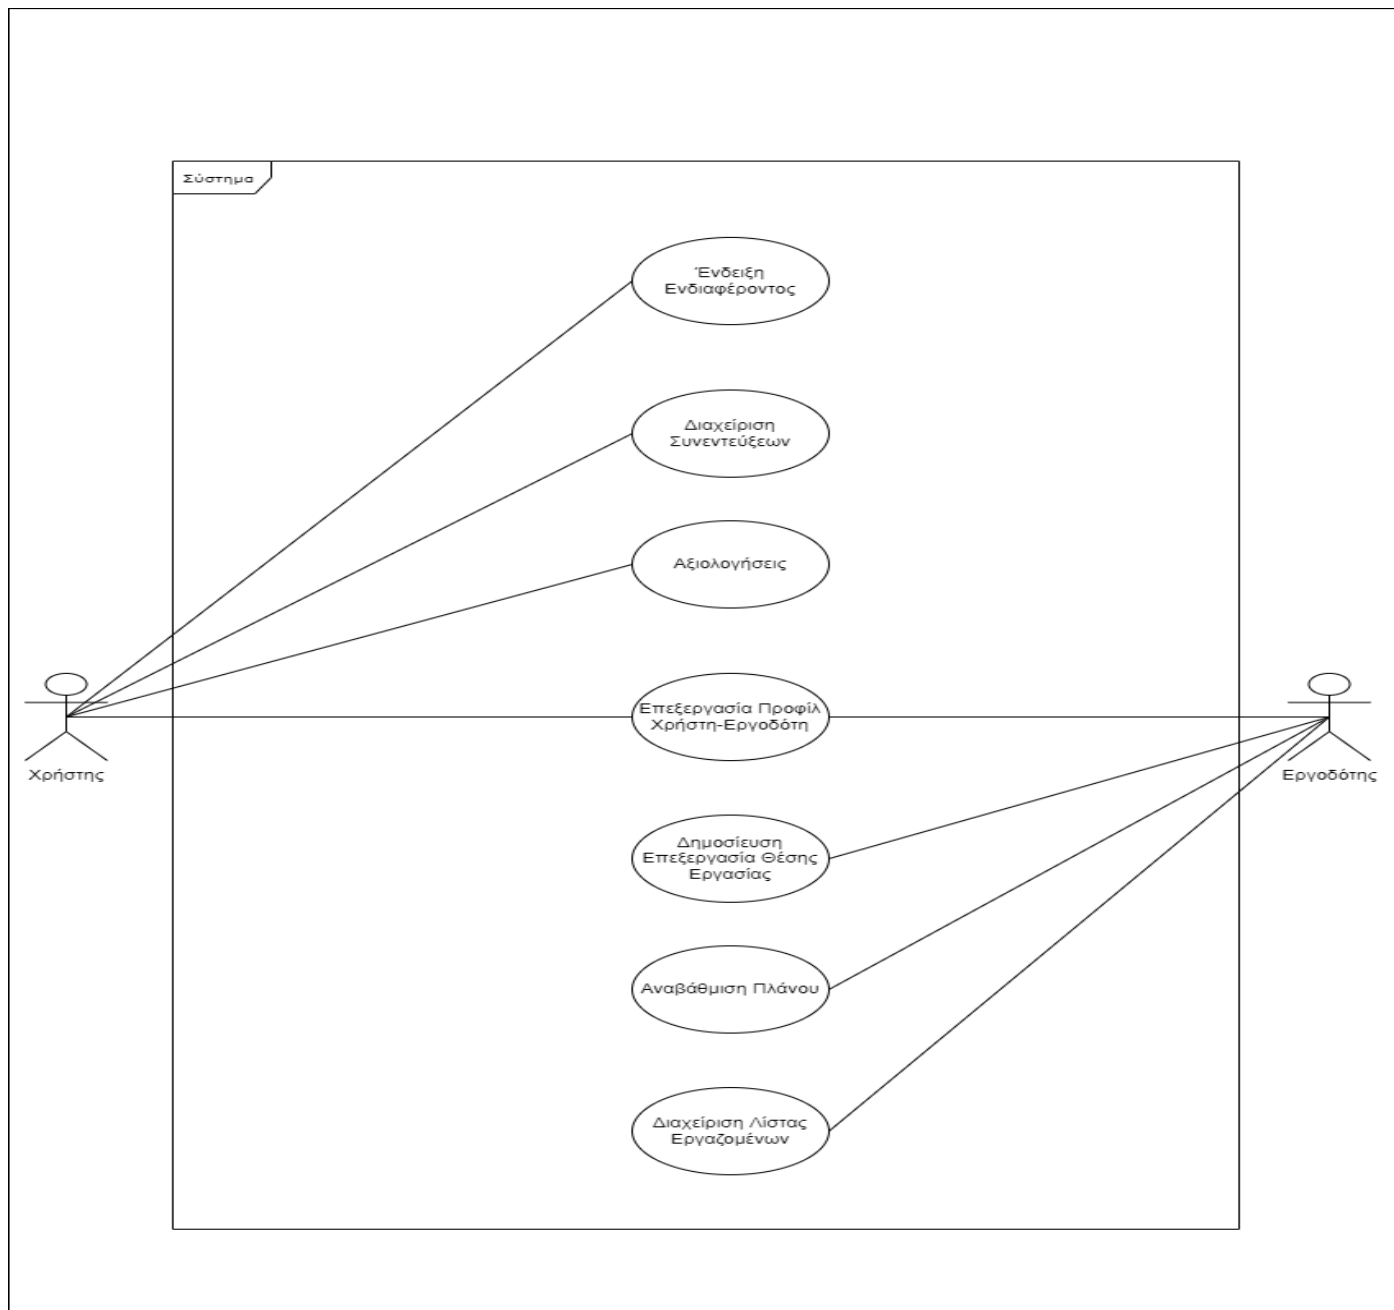 Σύστημα
Ένδειξη
Ενδιαφέροντος
Διαχείριση
Συνεντεύξεων
Αξιολογήσεις
Επεξεργασία Προφίλ
Χρήστη-Εργοδότη
Χρήστης
Εργοδότης
Δημοσίευση
Επεξεργασία Θέσης
Εργασίας
Αναβάθμιση Πλάνου
Διαχείριση Λίστας
Εργαζομένων